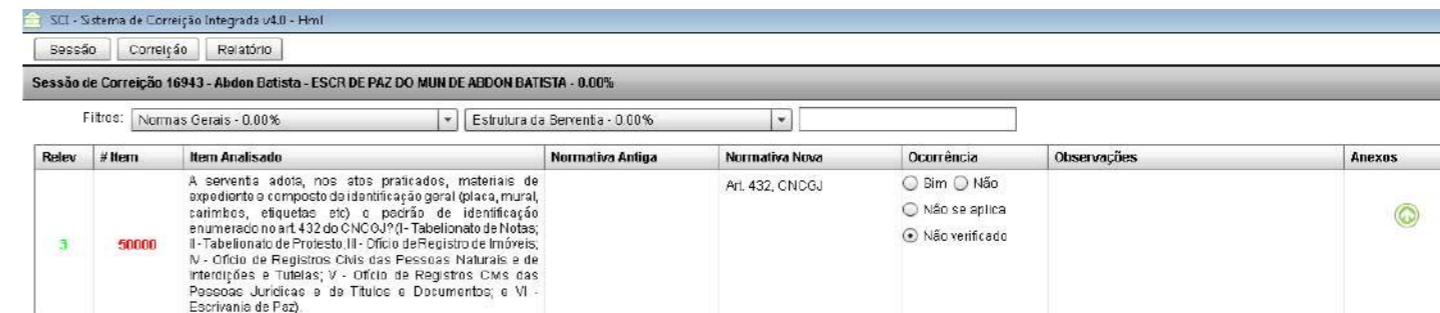 SCI - Sistema de Correição Integrada v4.0 - Hml
Sessão Correição Relatório
Sessão de Correição 16943 - Abdon Batista - ESCR DE PAZ DO MUN DE ABDON BATISTA - 0.00%
Filtros: Normas Gerais - 0.00% Estrutura da Serventia - 0.00%
Relev # Item Item Analisado Normativa Antiga Normativa Nova Ocorrência Observações Anexos
3
50000
A serventia adota, nos atos praticados, materiais de
expediente e composto de identificação geral (placa, mural,
carimbos, etiquetas etc) o padrão de identificação
enumerado no art. 432 do CNCGJ? (I - Tabelionato de Notas;
II - Tabelionato de Protesto; III - Ofício de Registro de Imóveis;
IV - Ofício de Registros Civis das Pessoas Naturais e de
Interdições e Tutelas; V - Ofício de Registros Civis das
Pessoas Jurídicas e de Títulos e Documentos; e VI -
Escrivania de Paz).
Art. 432, CNCGJ
Sim Não
Não se aplica
Não verificado